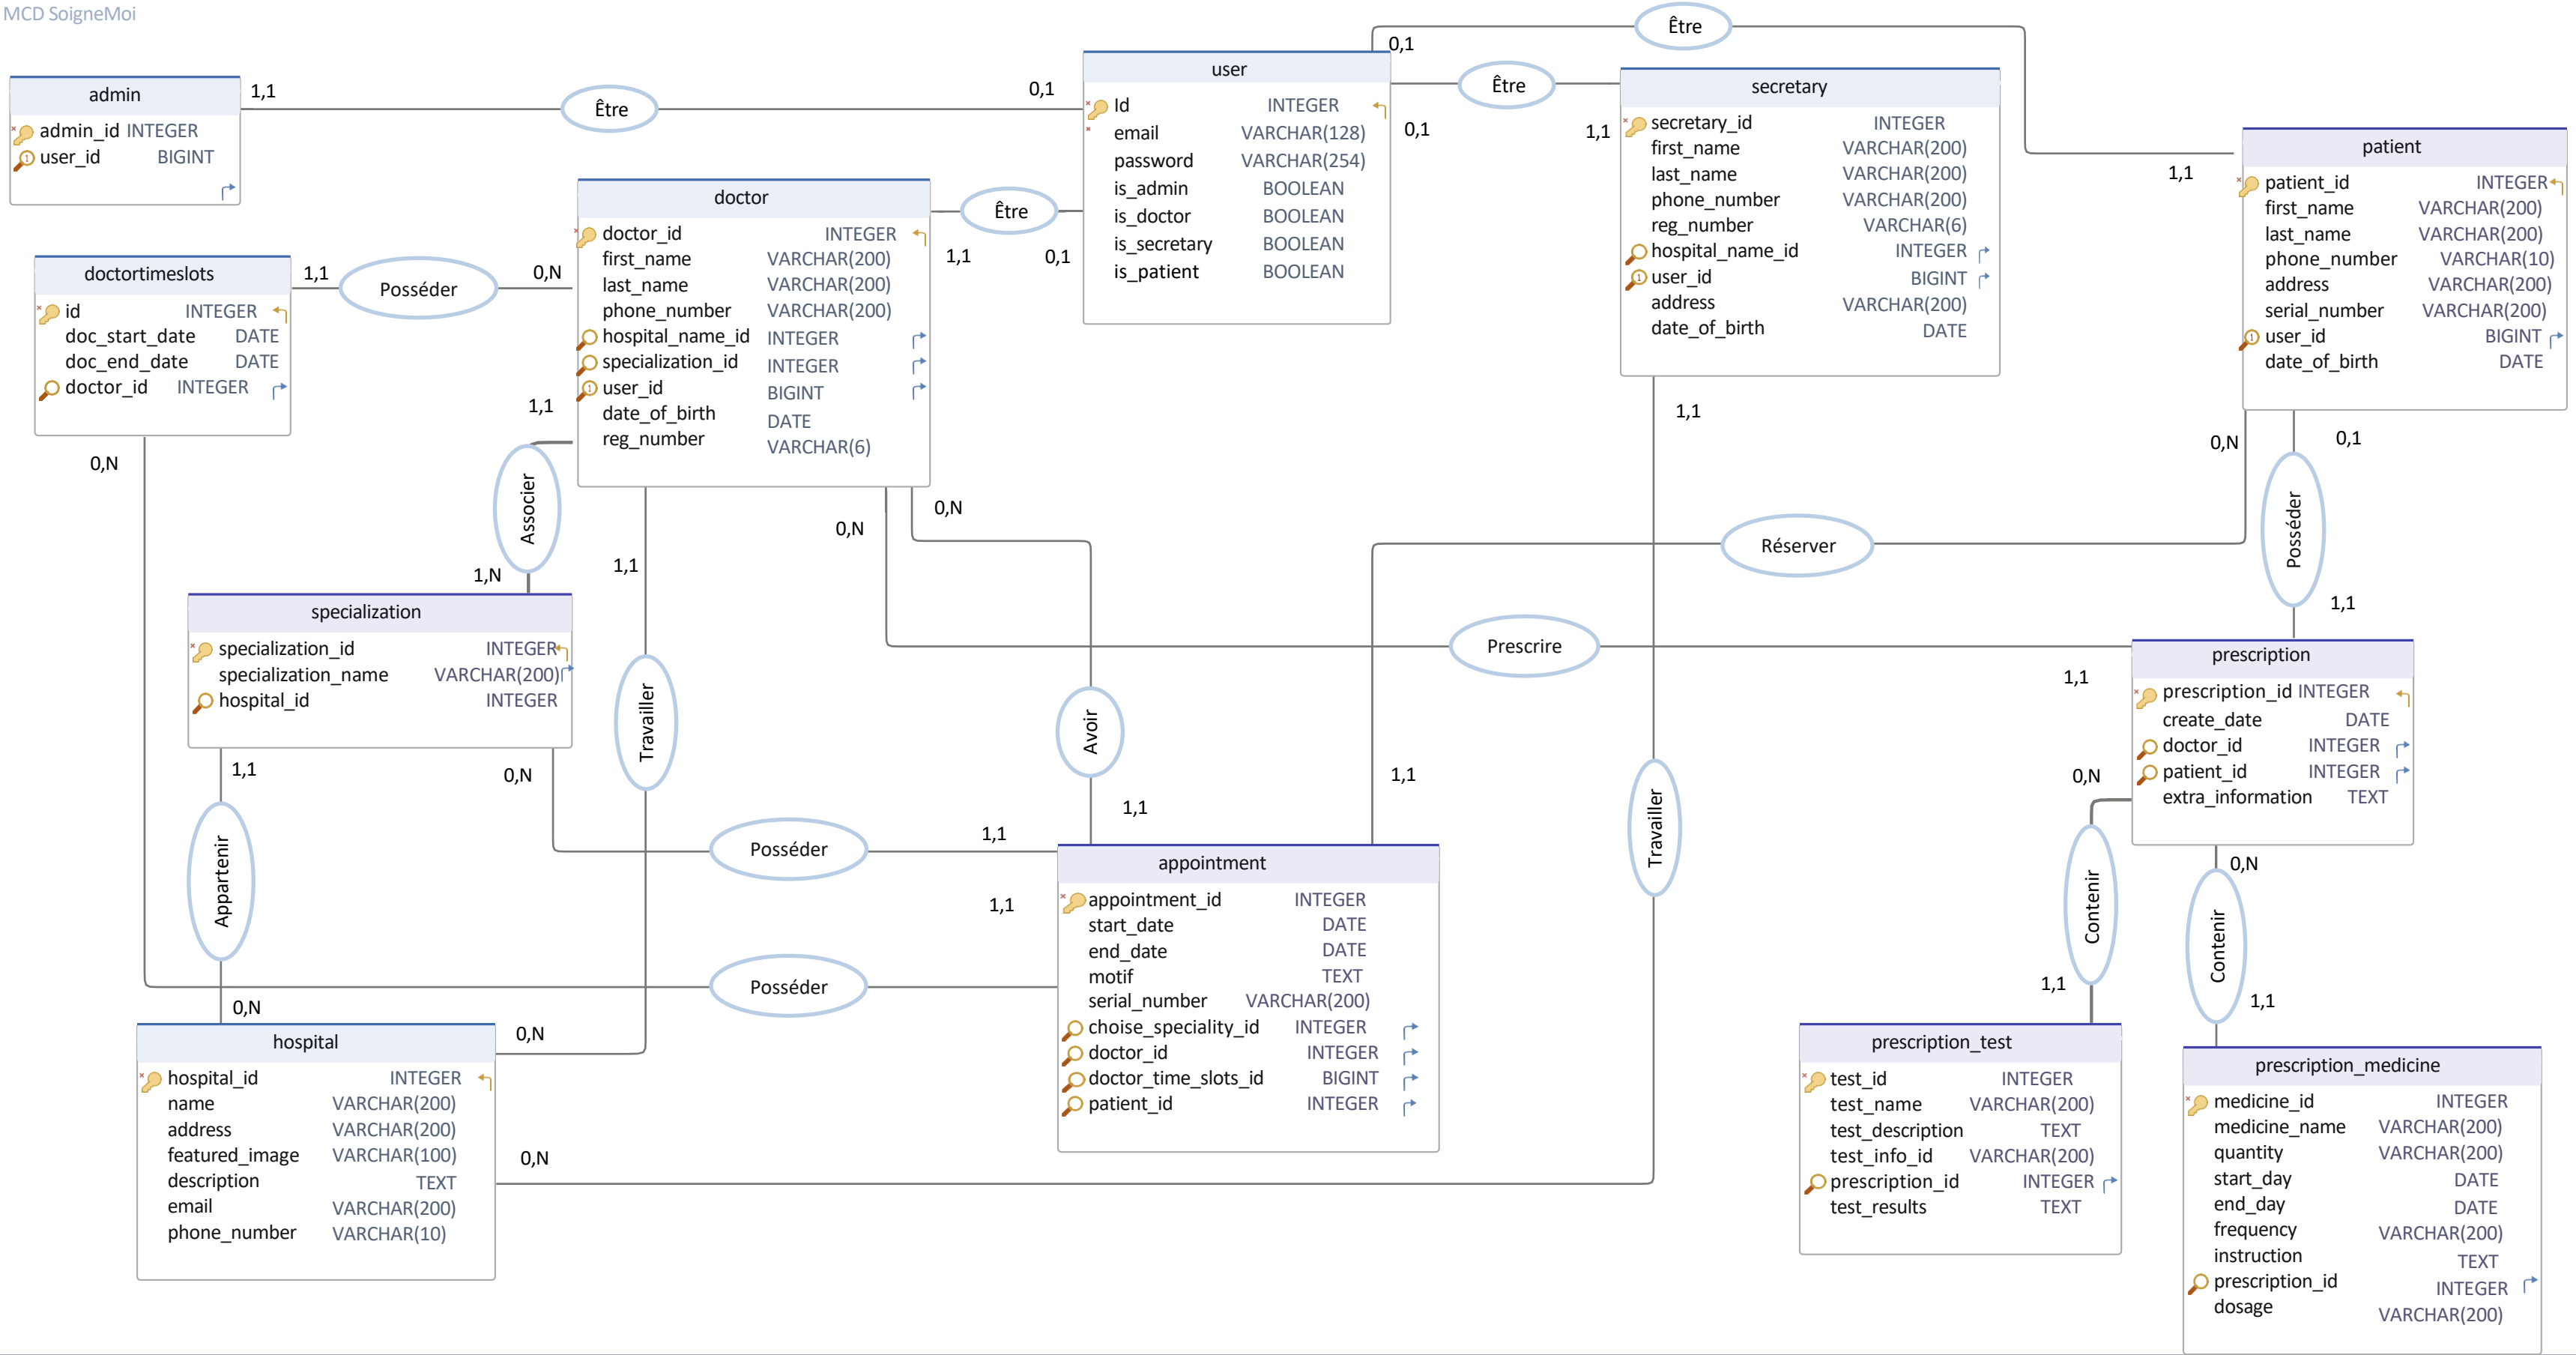 MCD SoigneMoi
Être
0,1
admin
1,1
Être
0,1
admin_id INTEGER
user_id BIGINT
user
Id INTEGER
email VARCHAR(128)
password VARCHAR(254)
is_admin BOOLEAN
is_doctor BOOLEAN
is_secretary BOOLEAN
is_patient BOOLEAN
Être
0,1
1,1
secretary
secretary_id INTEGER
first_name VARCHAR(200)
last_name VARCHAR(200)
phone_number VARCHAR(200)
reg_number VARCHAR(6)
hospital_name_id INTEGER
user_id BIGINT
address VARCHAR(200)
date_of_birth DATE
1,1
patient
patient_id INTEGER
first_name VARCHAR(200)
last_name VARCHAR(200)
phone_number VARCHAR(10)
address VARCHAR(200)
serial_number VARCHAR(200)
user_id BIGINT
date_of_birth DATE
doctor
doctor_id INTEGER
first_name VARCHAR(200)
last_name VARCHAR(200)
phone_number VARCHAR(200)
hospital_name_id INTEGER
specialization_id INTEGER
user_id BIGINT
date_of_birth DATE
reg_number VARCHAR(6)
Être
1,1
0,1
doctortimeslots
id INTEGER
doc_start_date DATE
doc_end_date DATE
doctor_id INTEGER
1,1
Posséder
0,N
1,1
Associer
1,N
0,N
1,1
0,N
0,N
1,1
0,N
0,1
Posséder
1,1
Réserver
Prescrire
1,1
specialization
specialization_id INTEGER
specialization_name VARCHAR(200)
hospital_id INTEGER
Travailler
Avoir
1,1
1,1
prescription
prescription_id INTEGER
create_date DATE
doctor_id INTEGER
patient_id INTEGER
extra_information TEXT
1,1
Appartenir
0,N
0,N
Posséder
1,1
1,1
Posséder
Travailler
appointment
appointment_id INTEGER
start_date DATE
end_date DATE
motif TEXT
serial_number VARCHAR(200)
choise_speciality_id INTEGER
doctor_id INTEGER
doctor_time_slots_id BIGINT
patient_id INTEGER
0,N
Contenir
1,1
0,N
Contenir
1,1
hospital
hospital_id INTEGER
name VARCHAR(200)
address VARCHAR(200)
featured_image VARCHAR(100)
description TEXT
email VARCHAR(200)
phone_number VARCHAR(10)
0,N
0,N
prescription_test
test_id INTEGER
test_name VARCHAR(200)
test_description TEXT
test_info_id VARCHAR(200)
prescription_id INTEGER
test_results TEXT
prescription_medicine
medicine_id INTEGER
medicine_name VARCHAR(200)
quantity VARCHAR(200)
start_day DATE
end_day DATE
frequency VARCHAR(200)
instruction TEXT
prescription_id INTEGER
dosage VARCHAR(200)